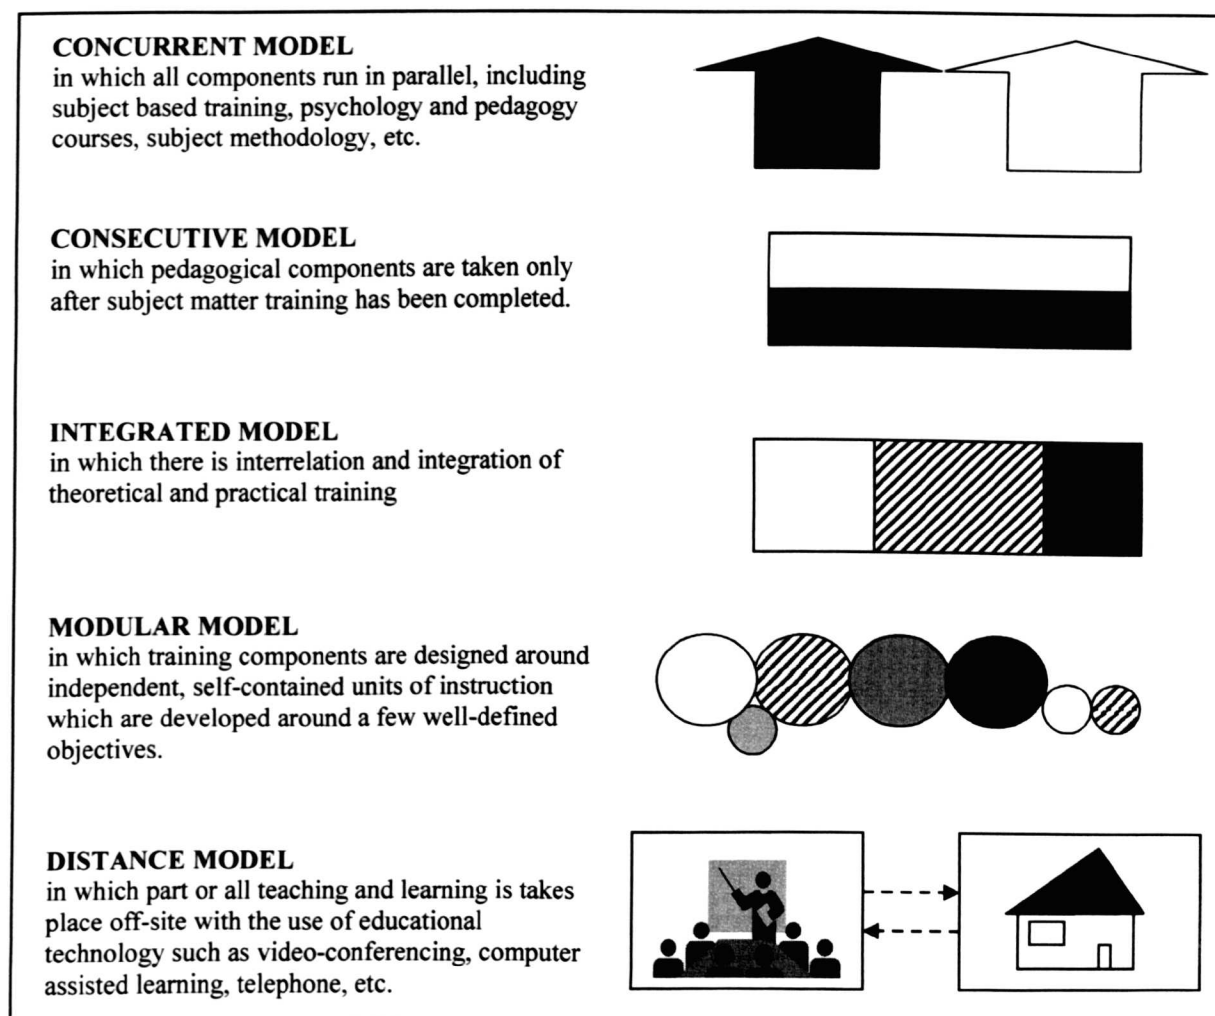 CONCURRENT MODEL
in which all components run in parallel, including
subject based training, psychology and pedagogy
courses, subject methodology, etc.
CONSECUTIVE MODEL
in which pedagogical components are taken only
after subject matter training has been completed.
INTEGRATED MODEL
in which there is interrelation and integration of
theoretical and practical training
MODULAR MODEL
in which training components are designed around
independent, self-contained units of instruction
which are developed around a few well-defined
objectives.
DISTANCE MODEL
in which part or all teaching and learning is takes
place off-site with the use of educational
technology such as video-conferencing, computer
assisted learning, telephone, etc.